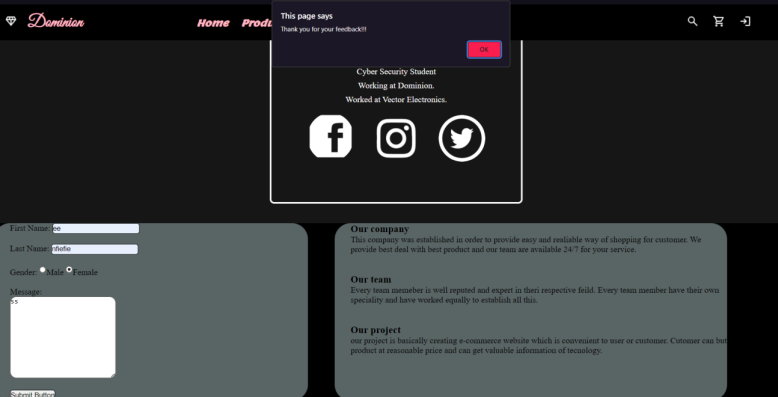 This page says
Thank you for your feedback!!!
OK
Dominion
Home
Cyber Security Student
Working at Dominion.
Worked at Vector Electronics.
First Name: ee
Last Name: nfiefie
Gender: Male Female
Message:
ss
Submit Button
Our company
This company was established in order to provide easy and realiable way of shopping for customer. We
provide best deal with best product and our team are available 24/7 for your service.
Our team
Every team memeber is well reputed and expert in theri respective feild. Every team member have their own
speciality and have worked equally to establish all this.
Our project
our project is basically creating e-commerce website which is convenient to user or customer. Cutomer can but
product at reasonable price and can get valuable information of tecnology.